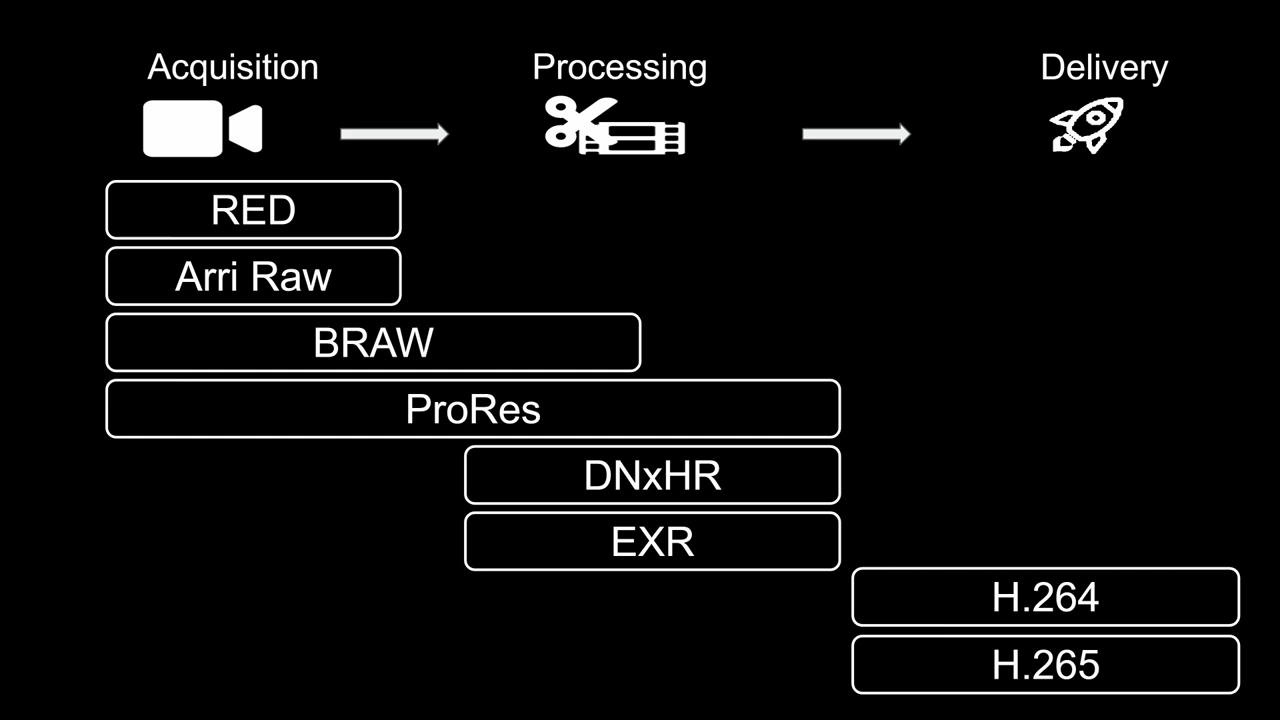 Acquisition
Processing
Delivery
RED
Arri Raw
BRAW
ProRes
DNxHR
EXR
H.264
H.265